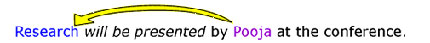 Research will be presented by Pooja at the conference.